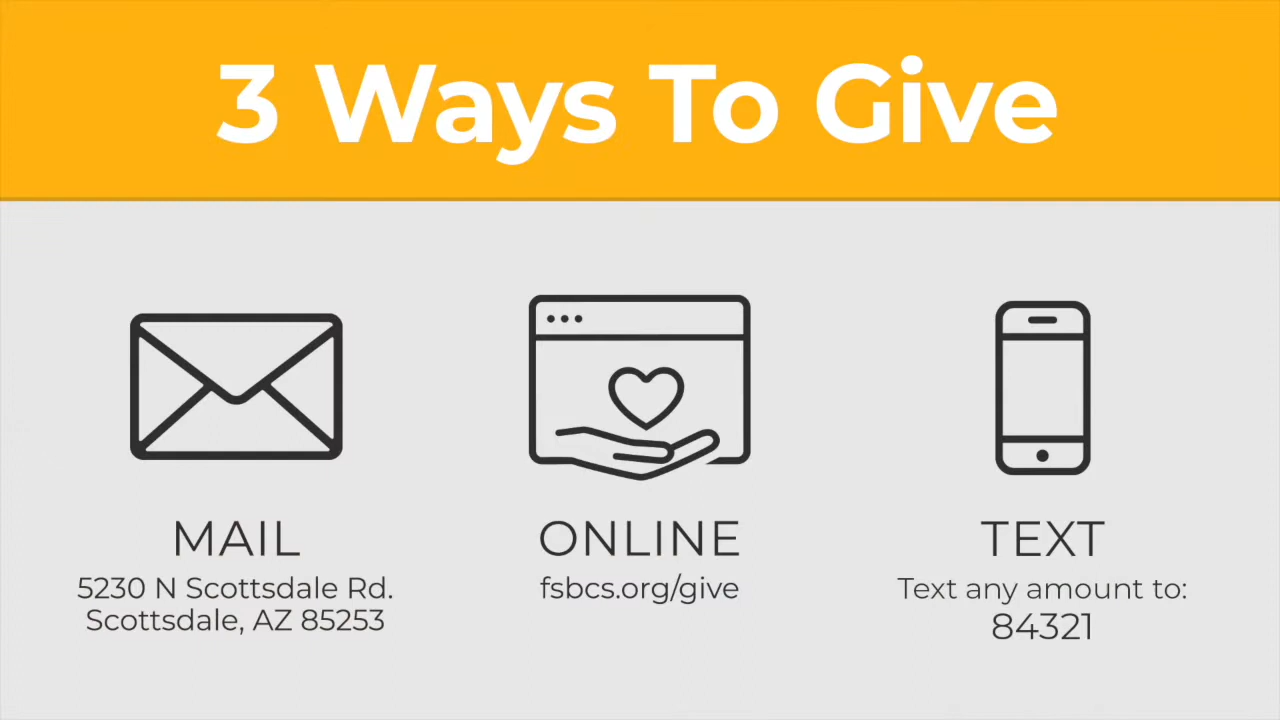 3 Ways To Give
MAIL
5230 N Scottsdale Rd.
Scottsdale, AZ 85253
ONLINE
fsbcs.org/give
TEXT
Text any amount to:
84321